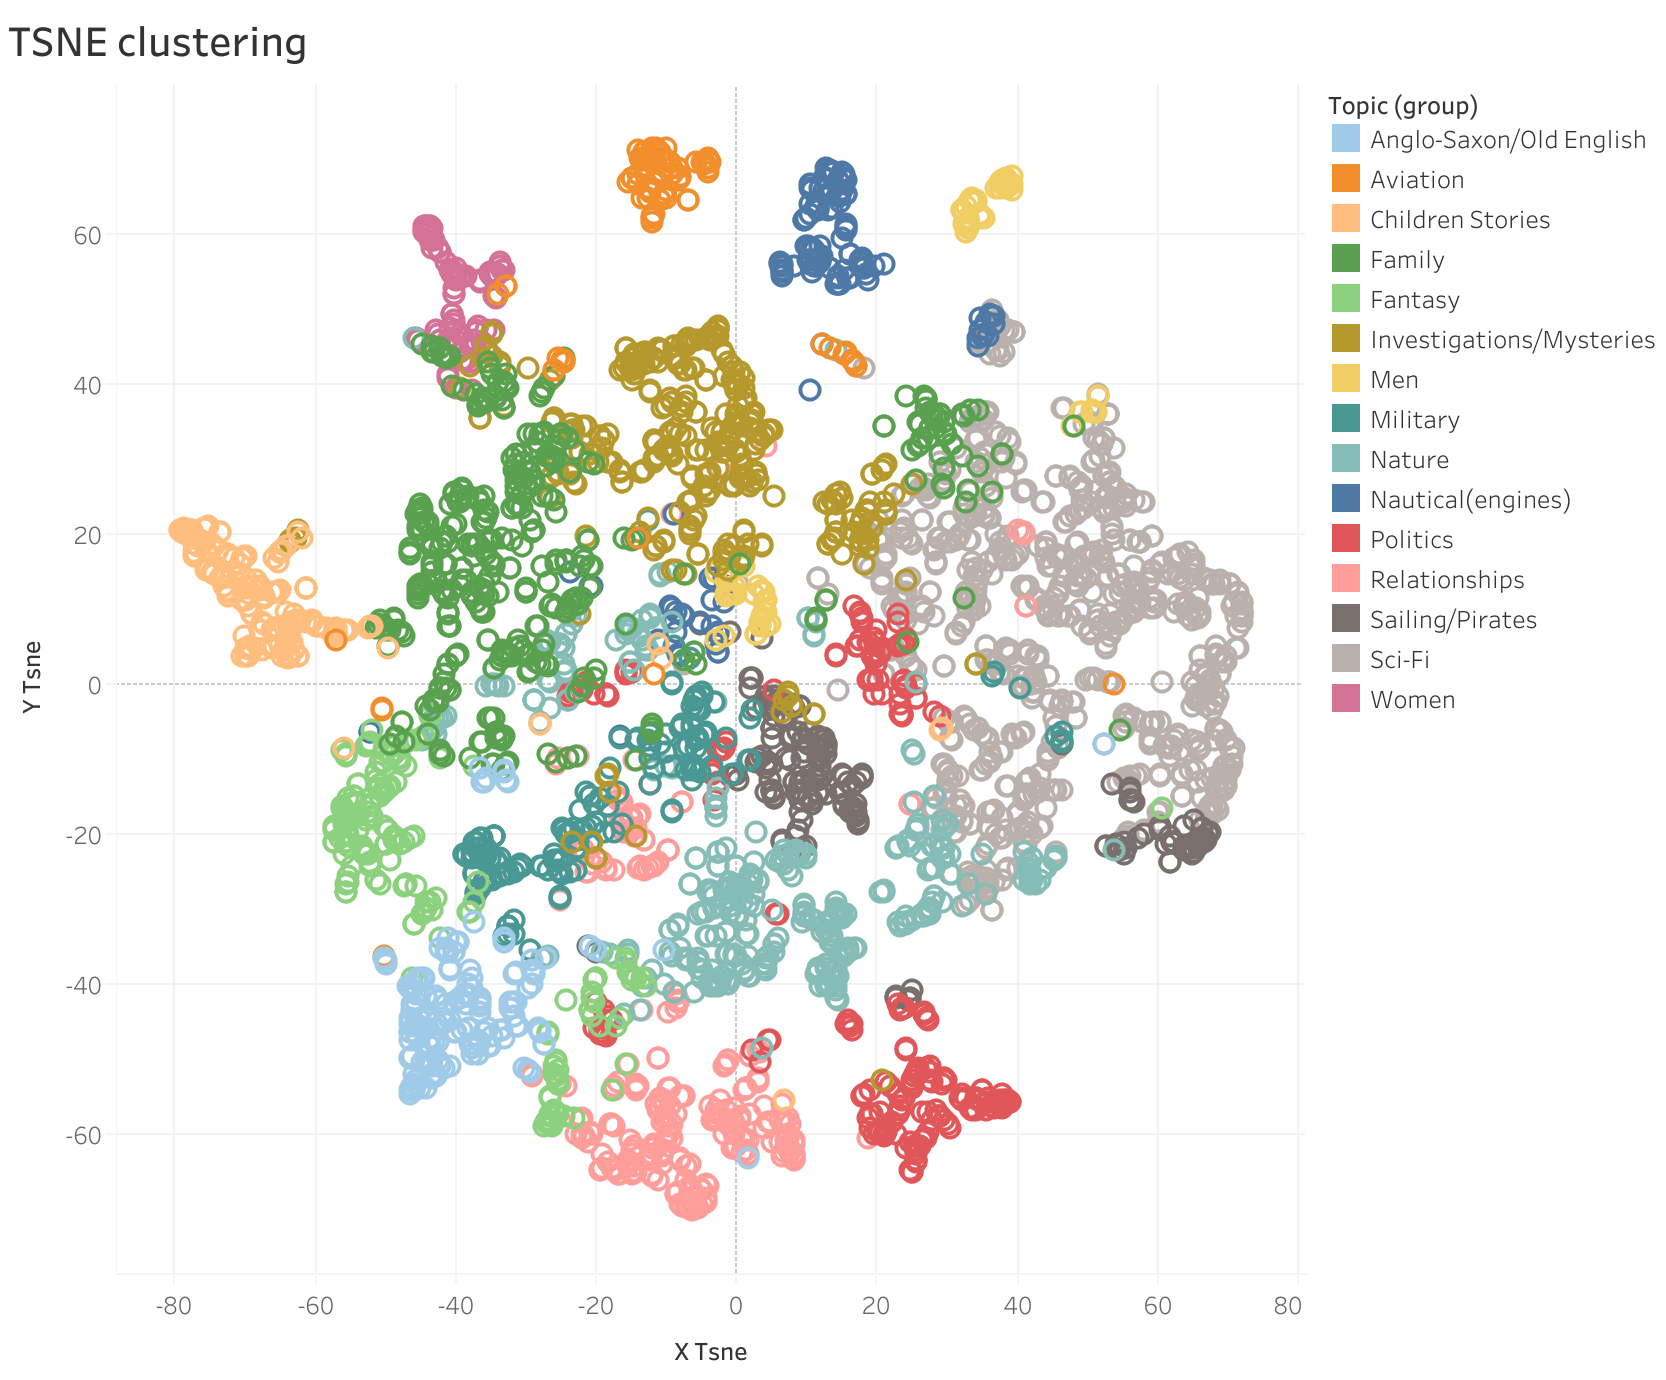 TSNE clustering
Topic (group)
Anglo-Saxon/Old English
Aviation
Children Stories
Family
Fantasy
Investigations/Mysteries
Men
Military
Nature
Nautical(engines)
Politics
Relationships
Sailing/Pirates
Sci-Fi
Women
60
40
20
0
-20
-40
-60
Y Tsne
-80
-60
-40
-20
0
20
40
60
80
X Tsne